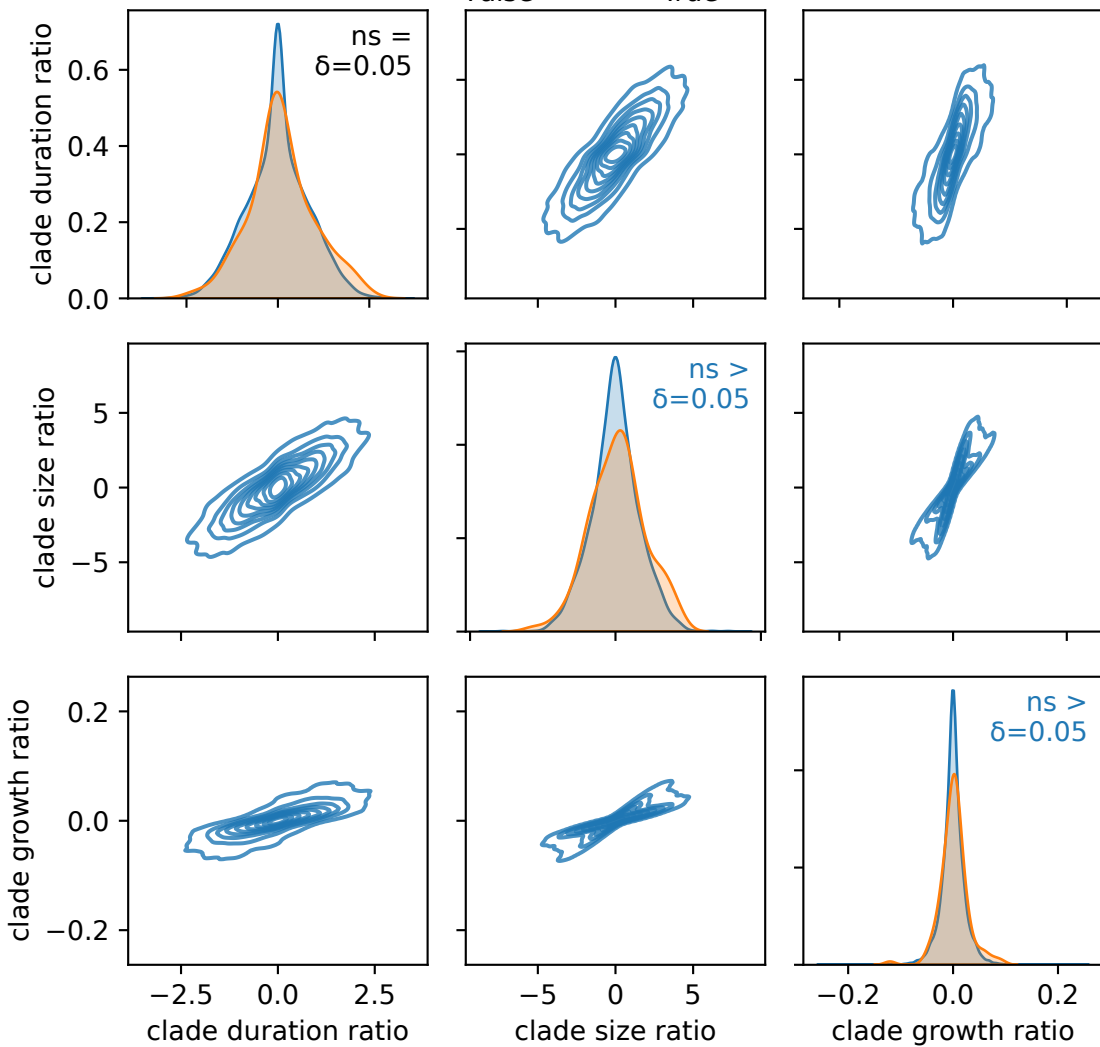 clade duration ratio
0.6
0.4
0.2
0.0
ns =
δ=0.05
clade size ratio
5
0
−5
ns >
δ=0.05
clade growth ratio
0.2
0.0
−0.2
ns >
δ=0.05
−2.5 0.0 2.5
−5 0 5
−0.2 0.0 0.2
clade duration ratio
clade size ratio
clade growth ratio